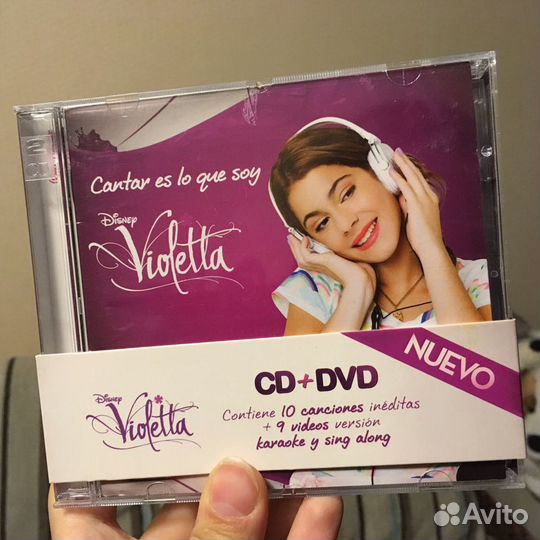 Cantar es lo que soy
Disney
Violetta
NUEVO
CD+DVD
Disney
Violetta
Contiene 10 canciones inéditas
+ 9 videos versión
karaoke y sing along
Avito